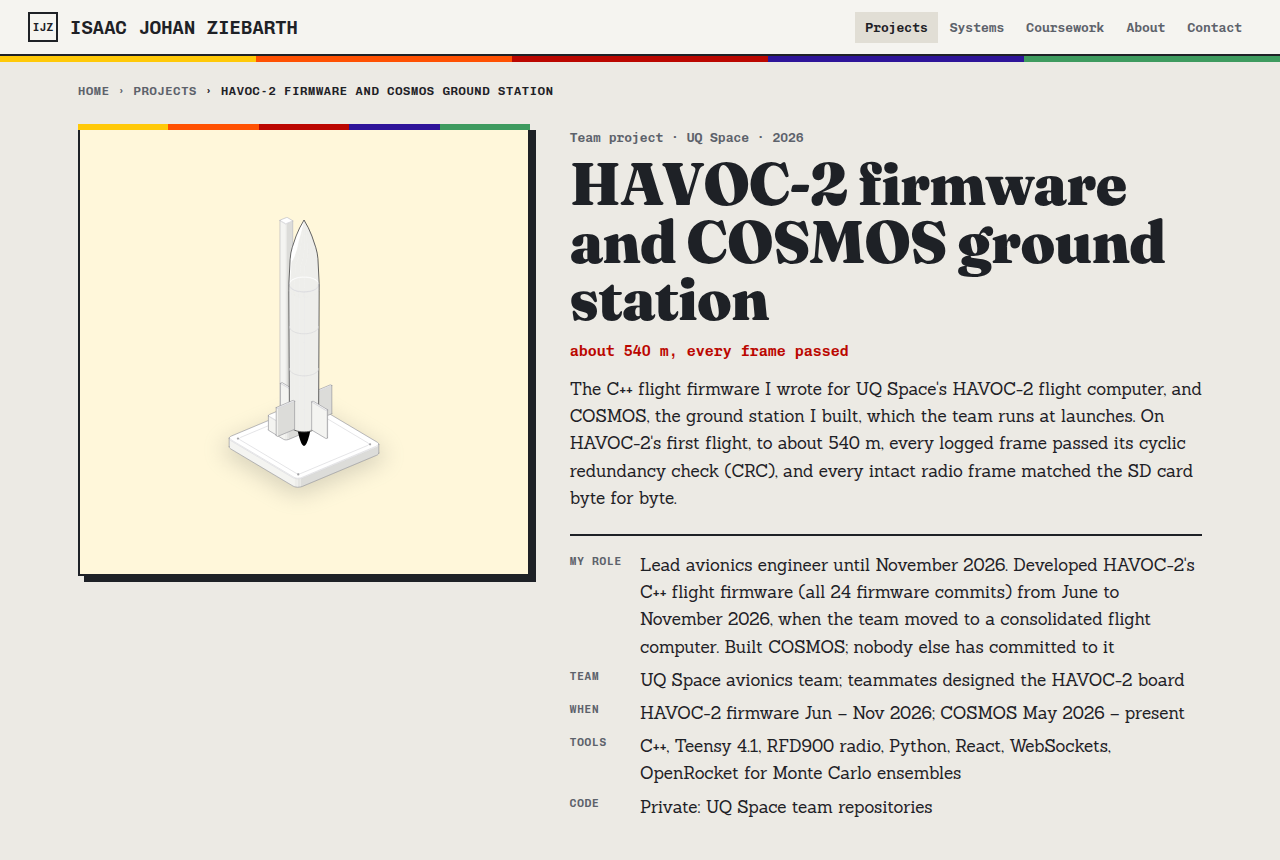 IJZ ISAAC JOHAN ZIEBARTH
Projects Systems Coursework About Contact
HOME › PROJECTS › HAVOC-2 FIRMWARE AND COSMOS GROUND STATION
Team project · UQ Space · 2026
HAVOC-2 firmware
and COSMOS ground
station
about 540 m, every frame passed
The C++ flight firmware I wrote for UQ Space's HAVOC-2 flight computer, and
COSMOS, the ground station I built, which the team runs at launches. On
HAVOC-2's first flight, to about 540 m, every logged frame passed its cyclic
redundancy check (CRC), and every intact radio frame matched the SD card
byte for byte.
MY ROLE Lead avionics engineer until November 2026. Developed HAVOC-2's
C++ flight firmware (all 24 firmware commits) from June to
November 2026, when the team moved to a consolidated flight
computer. Built COSMOS; nobody else has committed to it
TEAM UQ Space avionics team; teammates designed the HAVOC-2 board
WHEN HAVOC-2 firmware Jun – Nov 2026; COSMOS May 2026 – present
TOOLS C++, Teensy 4.1, RFD900 radio, Python, React, WebSockets,
OpenRocket for Monte Carlo ensembles
CODE Private: UQ Space team repositories